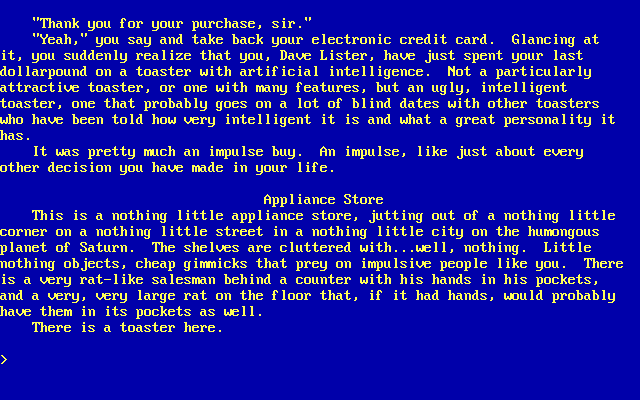 "Thank you for your purchase, sir."
"Yeah," you say and take back your electronic credit card.  Glancing at
it, you suddenly realize that you, Dave Lister, have just spent your last
dollarpound on a toaster with artificial intelligence.  Not a particularly
attractive toaster, or one with many features, but an ugly, intelligent
toaster, one that probably goes on a lot of blind dates with other toasters
who have been told how very intelligent it is and what a great personality it
has.
It was pretty much an impulse buy.  An impulse, like just about every
other decision you have made in your life.
Appliance Store
This is a nothing little appliance store, jutting out of a nothing little
corner on a nothing little street in a nothing little city on the humongous
planet of Saturn.  The shelves are cluttered with...well, nothing.  Little
nothing objects, cheap gimmicks that prey on impulsive people like you.  There
is a very rat-like salesman behind a counter with his hands in his pockets,
and a very, very large rat on the floor that, if it had hands, would probably
have them in its pockets as well.
There is a toaster here.
>